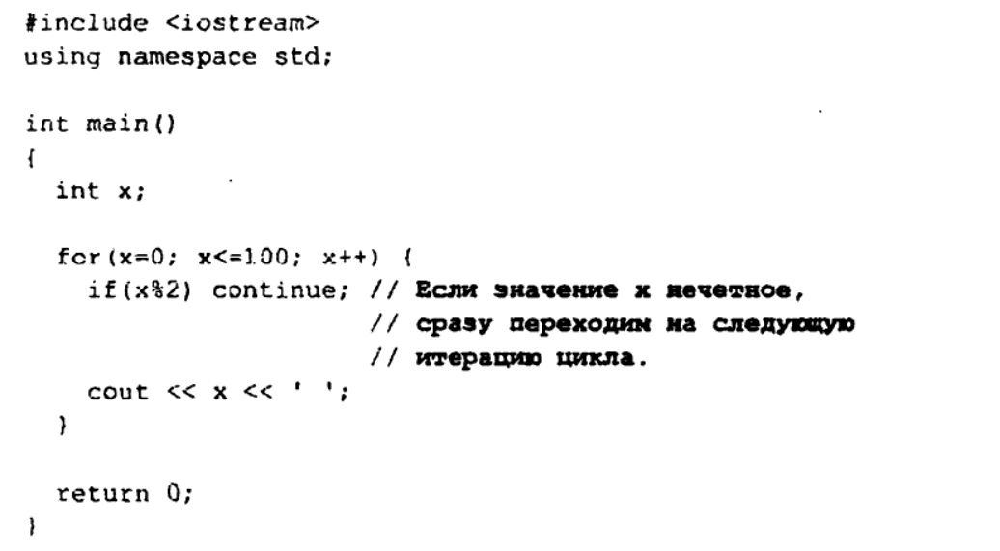 #include <iostream>
using namespace std;

int main()
{
  int x;

  for(x=0; x<=100; x++) {
    if(x%2) continue; // Если значение x нечетное,
                      // сразу переходим на следующую
                      // итерацию цикла.
    cout << x << ' ';
  }

  return 0;
}